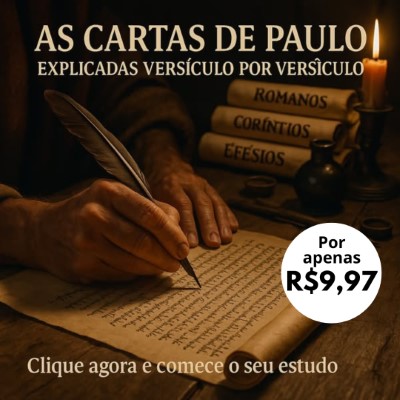 AS CARTAS DE PAULO
EXPLICADAS VERSÍCULO POR VERSÎCULO
ROMANOS
CORÍNTIOS
EFÉSIOS
Por
apenas
R$9,97
Clique agora e comece o seu estudo